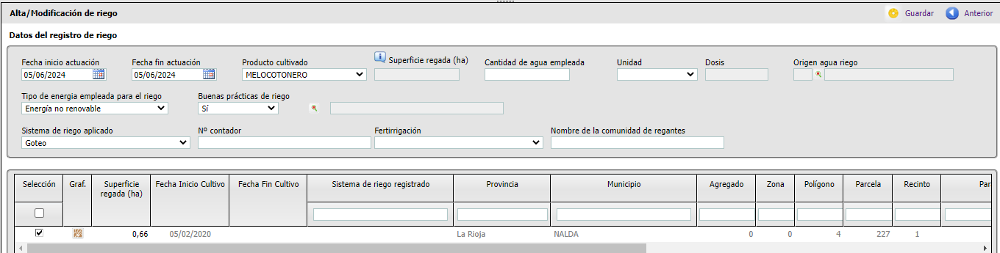 Alta/Modificación de riego
Guardar
Anterior
Datos del registro de riego
Fecha inicio actuación
Fecha fin actuación
Producto cultivado
Superficie regada (ha)
Cantidad de agua empleada
Unidad
Dosis
Origen agua riego
05/06/2024
05/06/2024
MELOCOTONERO
Tipo de energia empleada para el riego
Buenas prácticas de riego
Energía no renovable
Sí
Sistema de riego aplicado
Nº contador
Fertirrigación
Nombre de la comunidad de regantes
Goteo
Selección
Graf.
Superficie
regada (ha)
Fecha Inicio Cultivo
Fecha Fin Cultivo
Sistema de riego registrado
Provincia
Municipio
Agregado
Zona
Polígono
Parcela
Recinto
Par
0,66
05/02/2020
La Rioja
NALDA
0
0
4
227
1